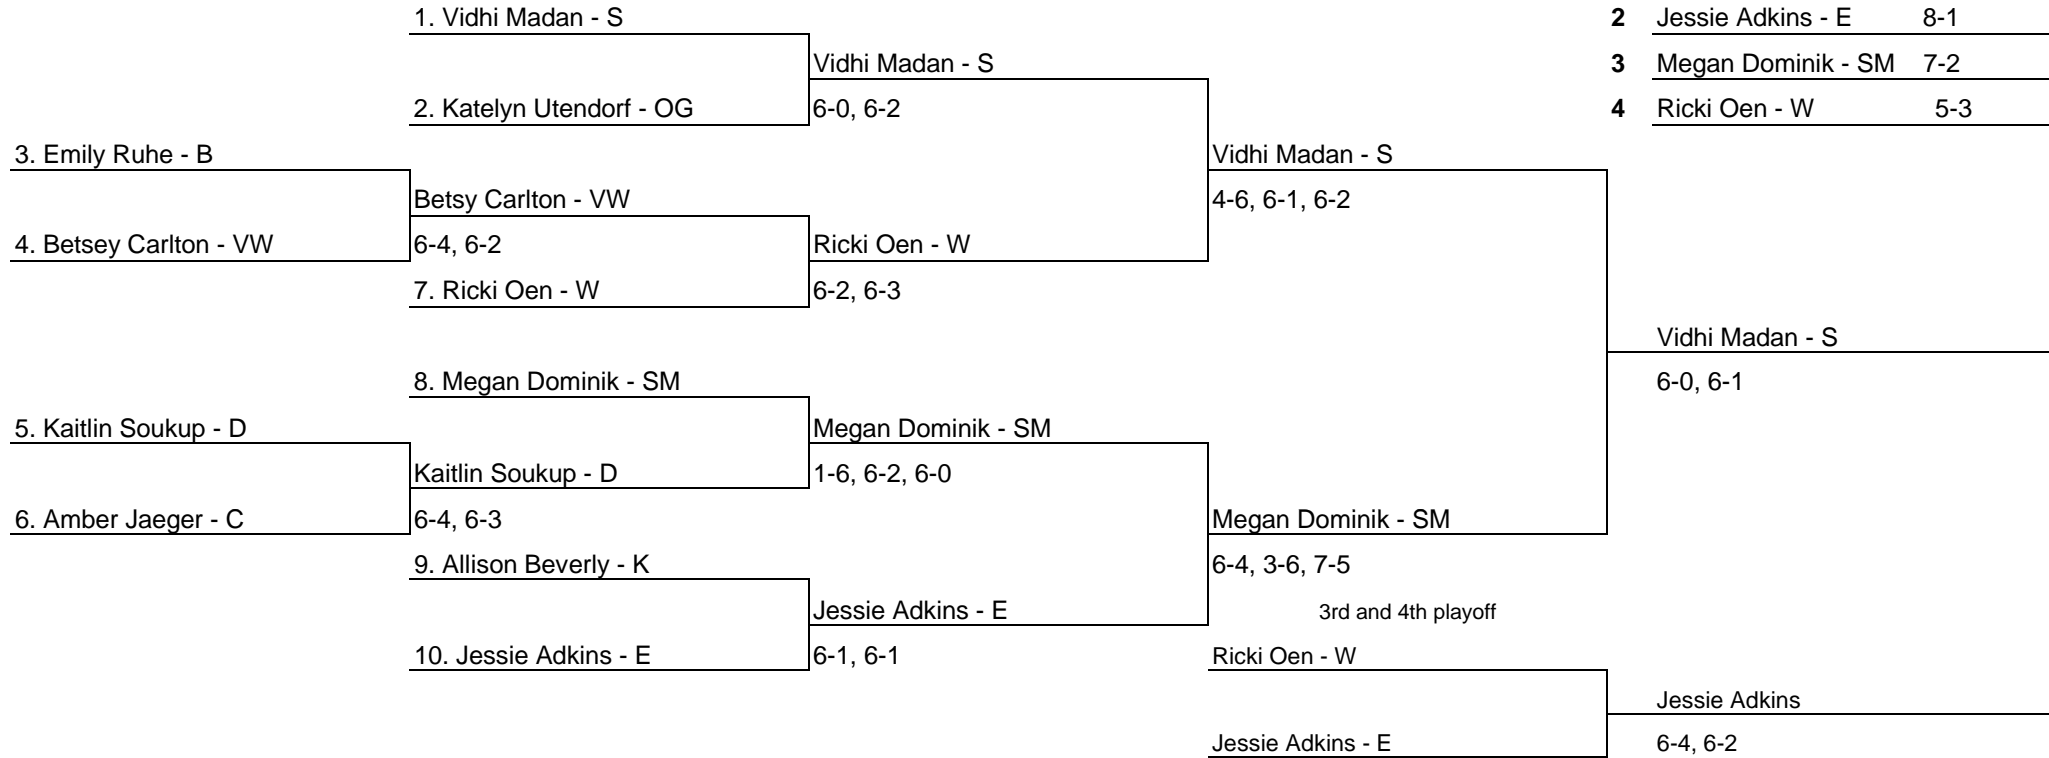 1. Vidhi Madan - S
2 Jessie Adkins - E 8-1
Vidhi Madan - S
3 Megan Dominik - SM 7-2
2. Katelyn Utendorf - OG
6-0, 6-2
4 Ricki Oen - W 5-3
3. Emily Ruhe - B
Vidhi Madan - S
Betsy Carlton - VW
4-6, 6-1, 6-2
4. Betsey Carlton - VW
6-4, 6-2
Ricki Oen - W
7. Ricki Oen - W
6-2, 6-3
Vidhi Madan - S
8. Megan Dominik - SM
6-0, 6-1
5. Kaitlin Soukup - D
Megan Dominik - SM
Kaitlin Soukup - D
1-6, 6-2, 6-0
6. Amber Jaeger - C
6-4, 6-3
Megan Dominik - SM
9. Allison Beverly - K
6-4, 3-6, 7-5
Jessie Adkins - E
3rd and 4th playoff
10. Jessie Adkins - E
6-1, 6-1
Ricki Oen - W
Jessie Adkins
Jessie Adkins - E
6-4, 6-2